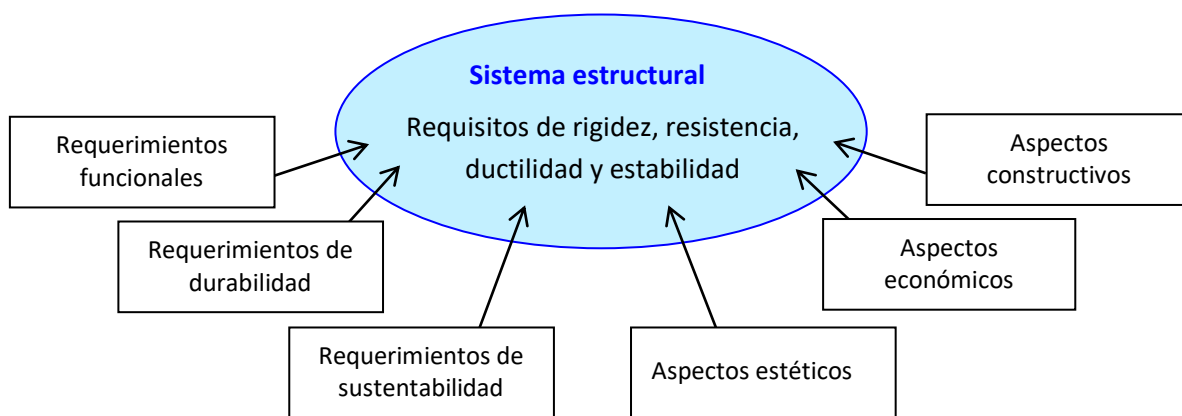 Sistema estructural
Requisitos de rigidez, resistencia,
ductilidad y estabilidad
Requerimientos
funcionales
Requerimientos de
durabilidad
Requerimientos de
sustentabilidad
Aspectos estéticos
Aspectos
económicos
Aspectos
constructivos